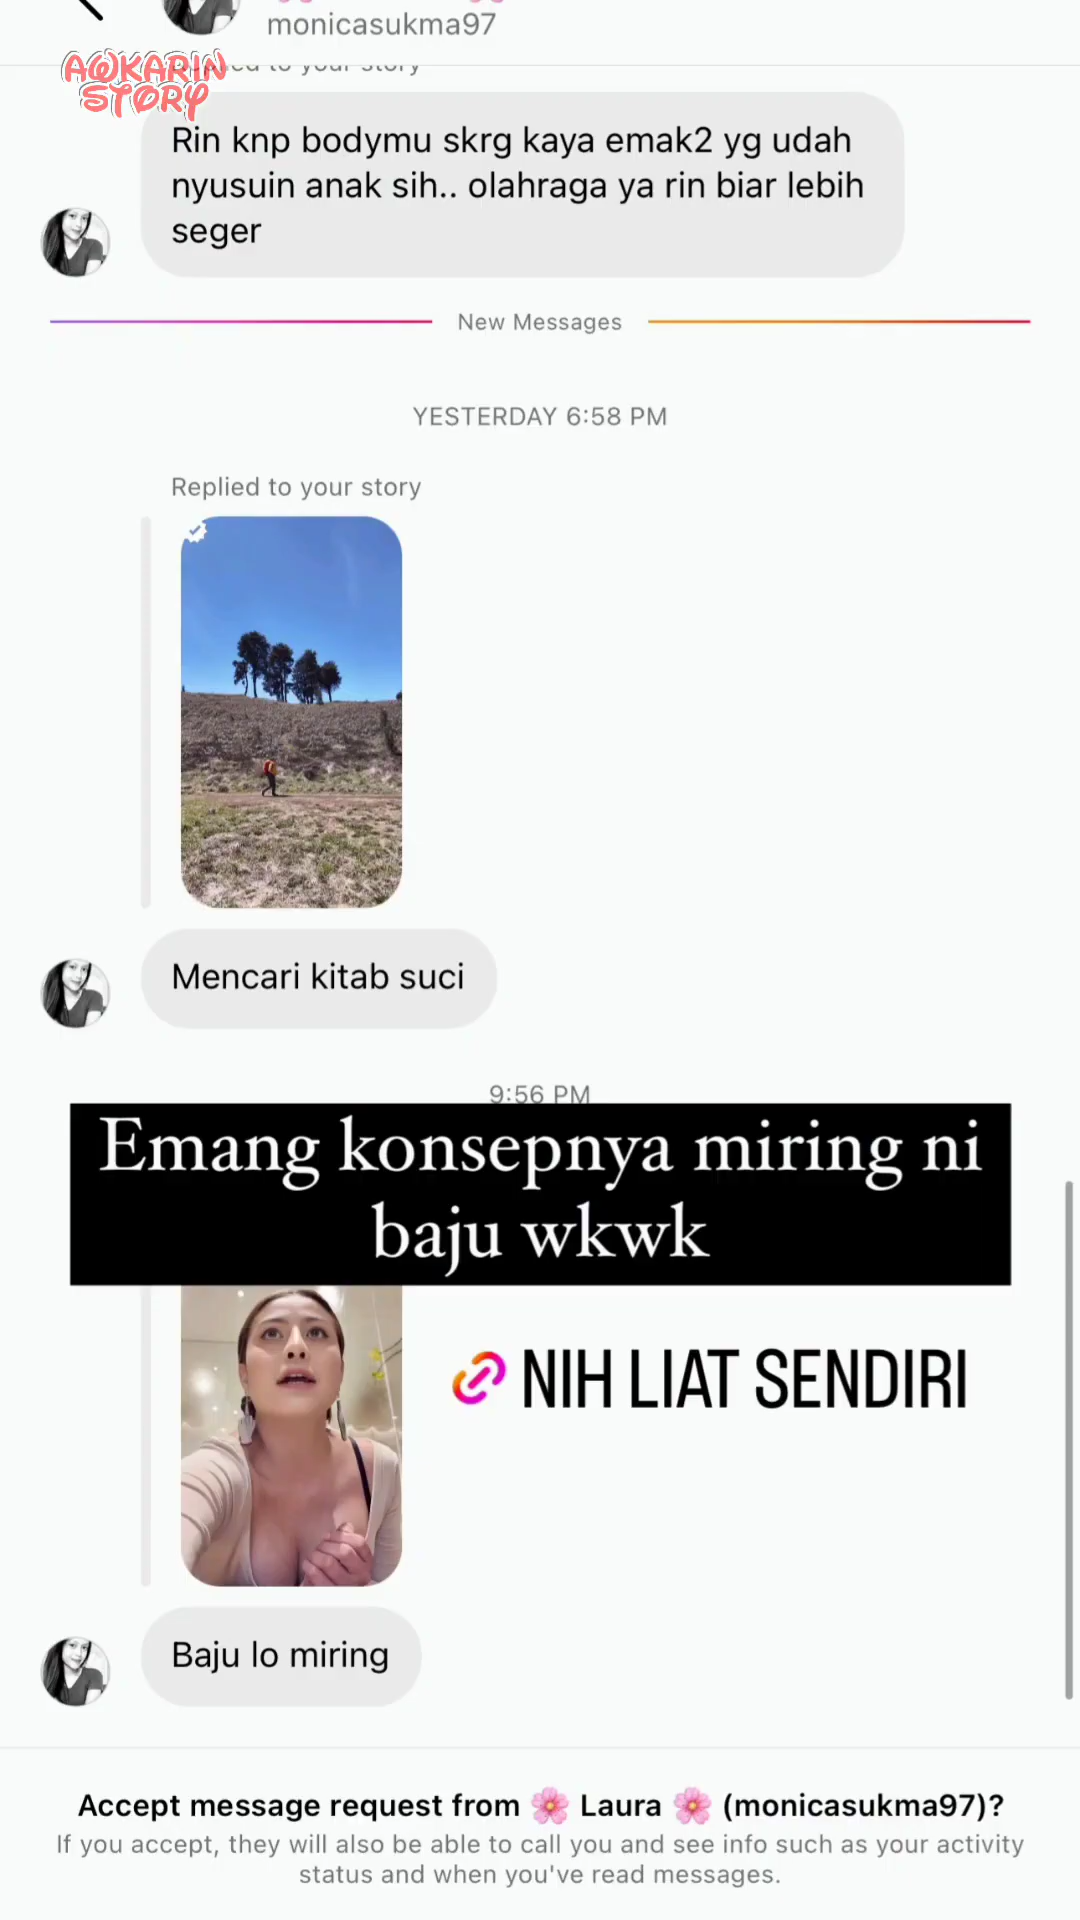 monicasukma97
AWKARIN
STORY
Replied to your story
Rin knp bodymu skrg kaya emak2 yg udah
nyusuin anak sih.. olahraga ya rin biar lebih
seger
New Messages
YESTERDAY 6:58 PM
Replied to your story
Mencari kitab suci
9:56 PM
Emang konsepnya miring ni
baju wkwk
NIH LIAT SENDIRI
Baju lo miring
Accept message request from 🌸 Laura 🌸 (monicasukma97)?
If you accept, they will also be able to call you and see info such as your activity
status and when you've read messages.